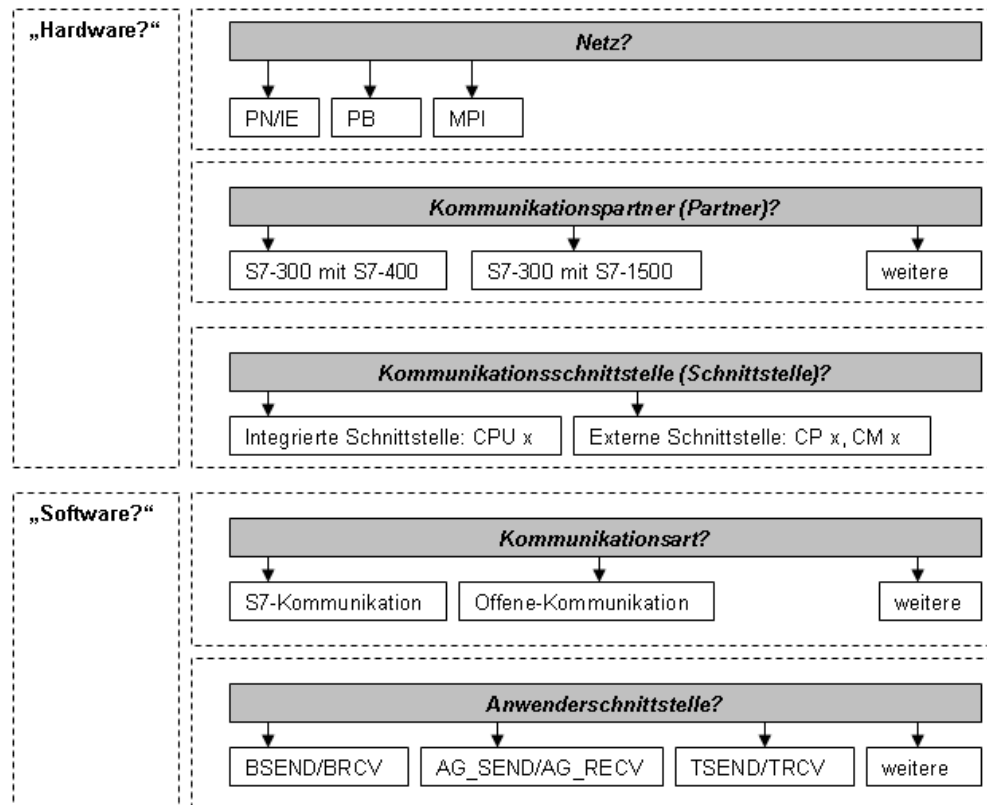 „Hardware?“
Netz?
PN/IE PB MPI
Kommunikationspartner (Partner)?
S7-300 mit S7-400 S7-300 mit S7-1500 weitere
Kommunikationsschnittstelle (Schnittstelle)?
Integrierte Schnittstelle: CPU x Externe Schnittstelle: CP x, CM x
„Software?“
Kommunikationsart?
S7-Kommunikation Offene-Kommunikation weitere
Anwenderschnittstelle?
BSEND/BRCV AG_SEND/AG_RECV TSEND/TRCV weitere